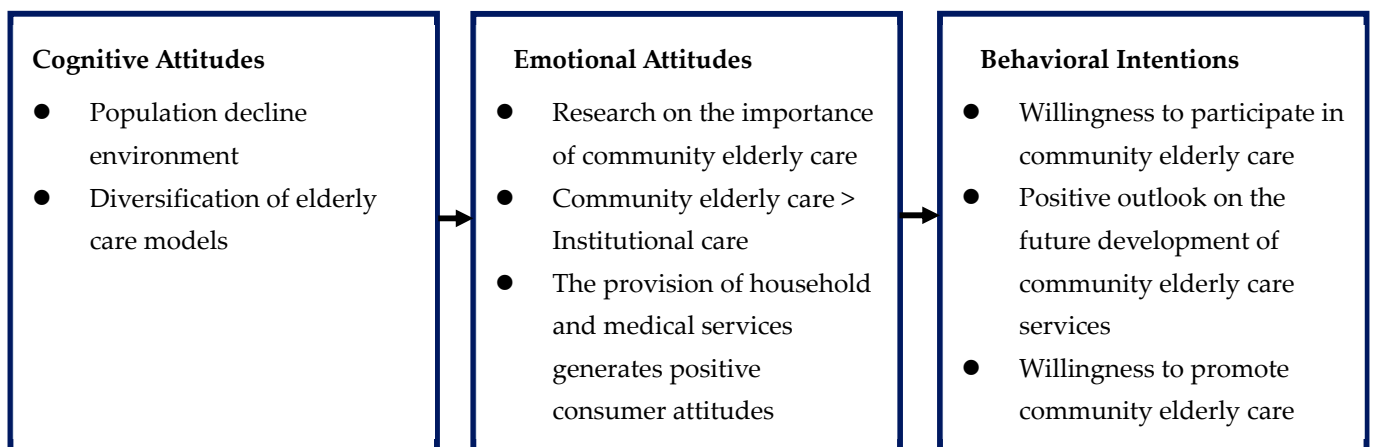 Cognitive Attitudes
● Population decline
environment
● Diversification of elderly
care models
Emotional Attitudes
● Research on the importance
of community elderly care
● Community elderly care >
Institutional care
● The provision of household
and medical services
generates positive
consumer attitudes
Behavioral Intentions
● Willingness to participate in
community elderly care
● Positive outlook on the
future development of
community elderly care
services
● Willingness to promote
community elderly care